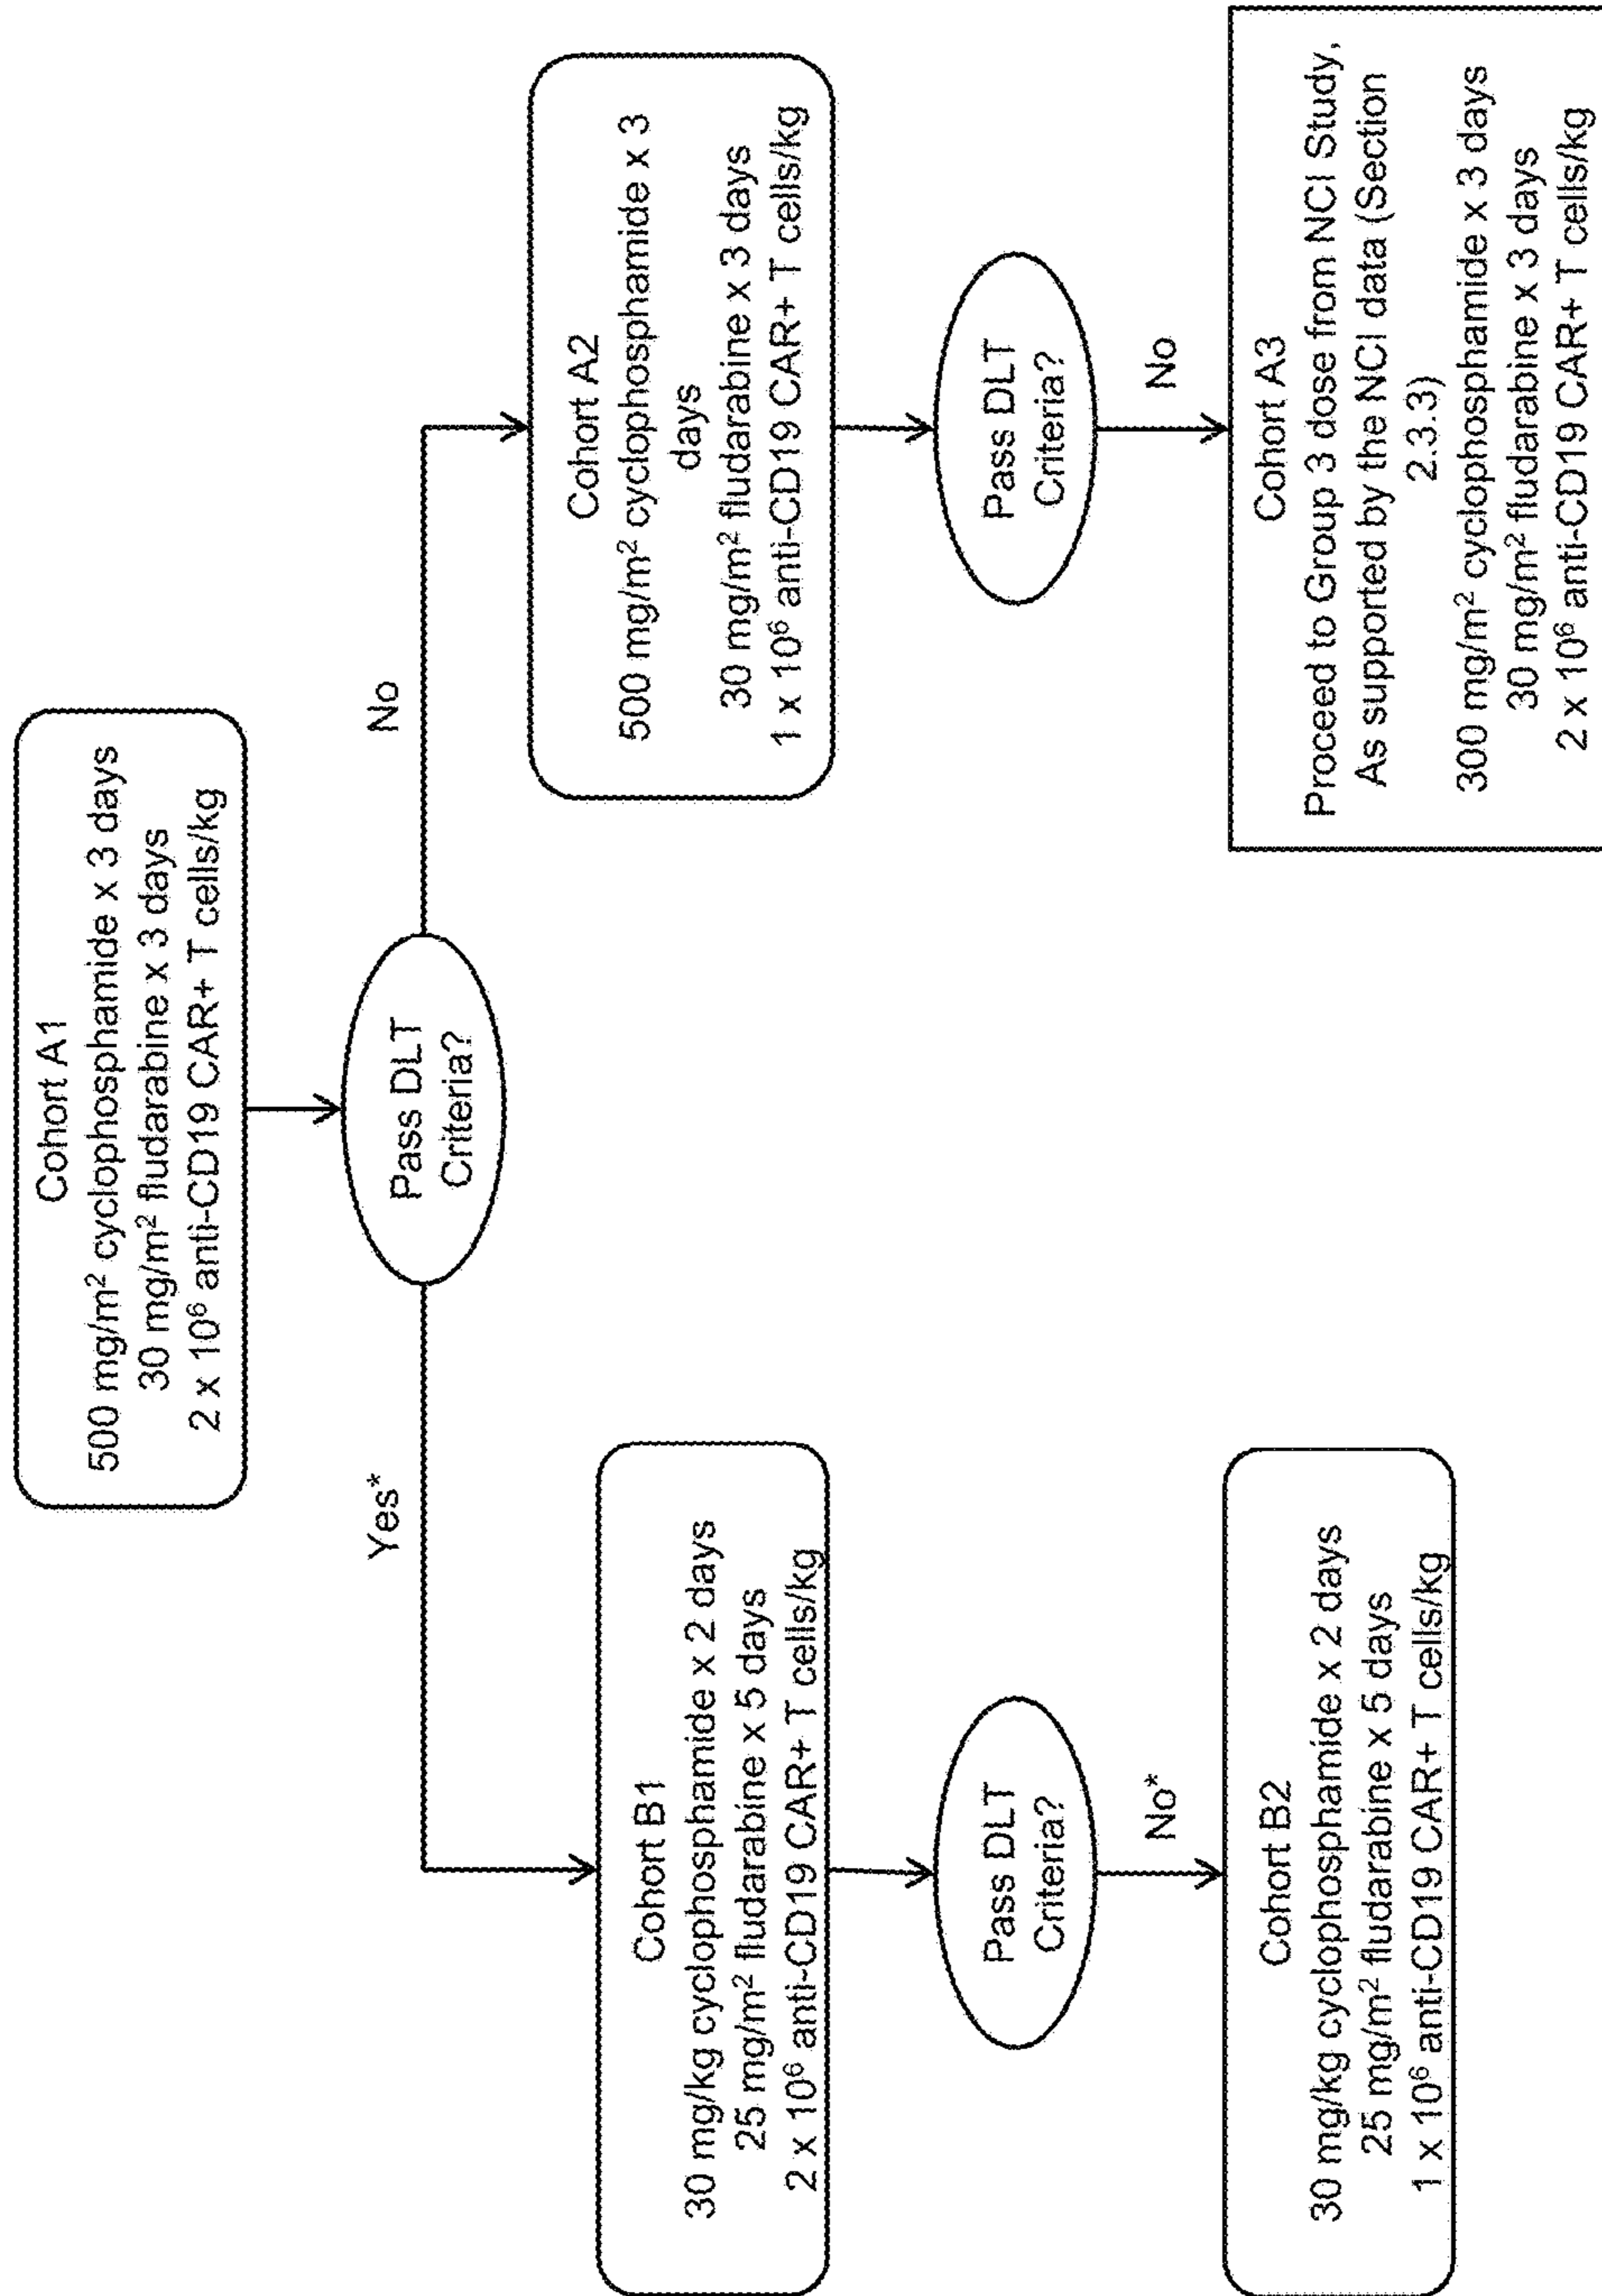 Cohort A1
500 mg/m² cyclophosphamide x 3 days
30 mg/m² fludarabine x 3 days
2 x 10⁶ anti-CD19 CAR+ T cells/kg
Pass DLT
Criteria?
Yes*
No
Cohort B1
30 mg/kg cyclophosphamide x 2 days
25 mg/m² fludarabine x 5 days
2 x 10⁶ anti-CD19 CAR+ T cells/kg
Cohort A2
500 mg/m² cyclophosphamide x 3
days
30 mg/m² fludarabine x 3 days
1 x 10⁶ anti-CD19 CAR+ T cells/kg
Pass DLT
Criteria?
Pass DLT
Criteria?
No*
No
Cohort B2
30 mg/kg cyclophosphamide x 2 days
25 mg/m² fludarabine x 5 days
1 x 10⁶ anti-CD19 CAR+ T cells/kg
Cohort A3
Proceed to Group 3 dose from NCI Study,
As supported by the NCI data (Section
2.3.3)
300 mg/m² cyclophosphamide x 3 days
30 mg/m² fludarabine x 3 days
2 x 10⁶ anti-CD19 CAR+ T cells/kg